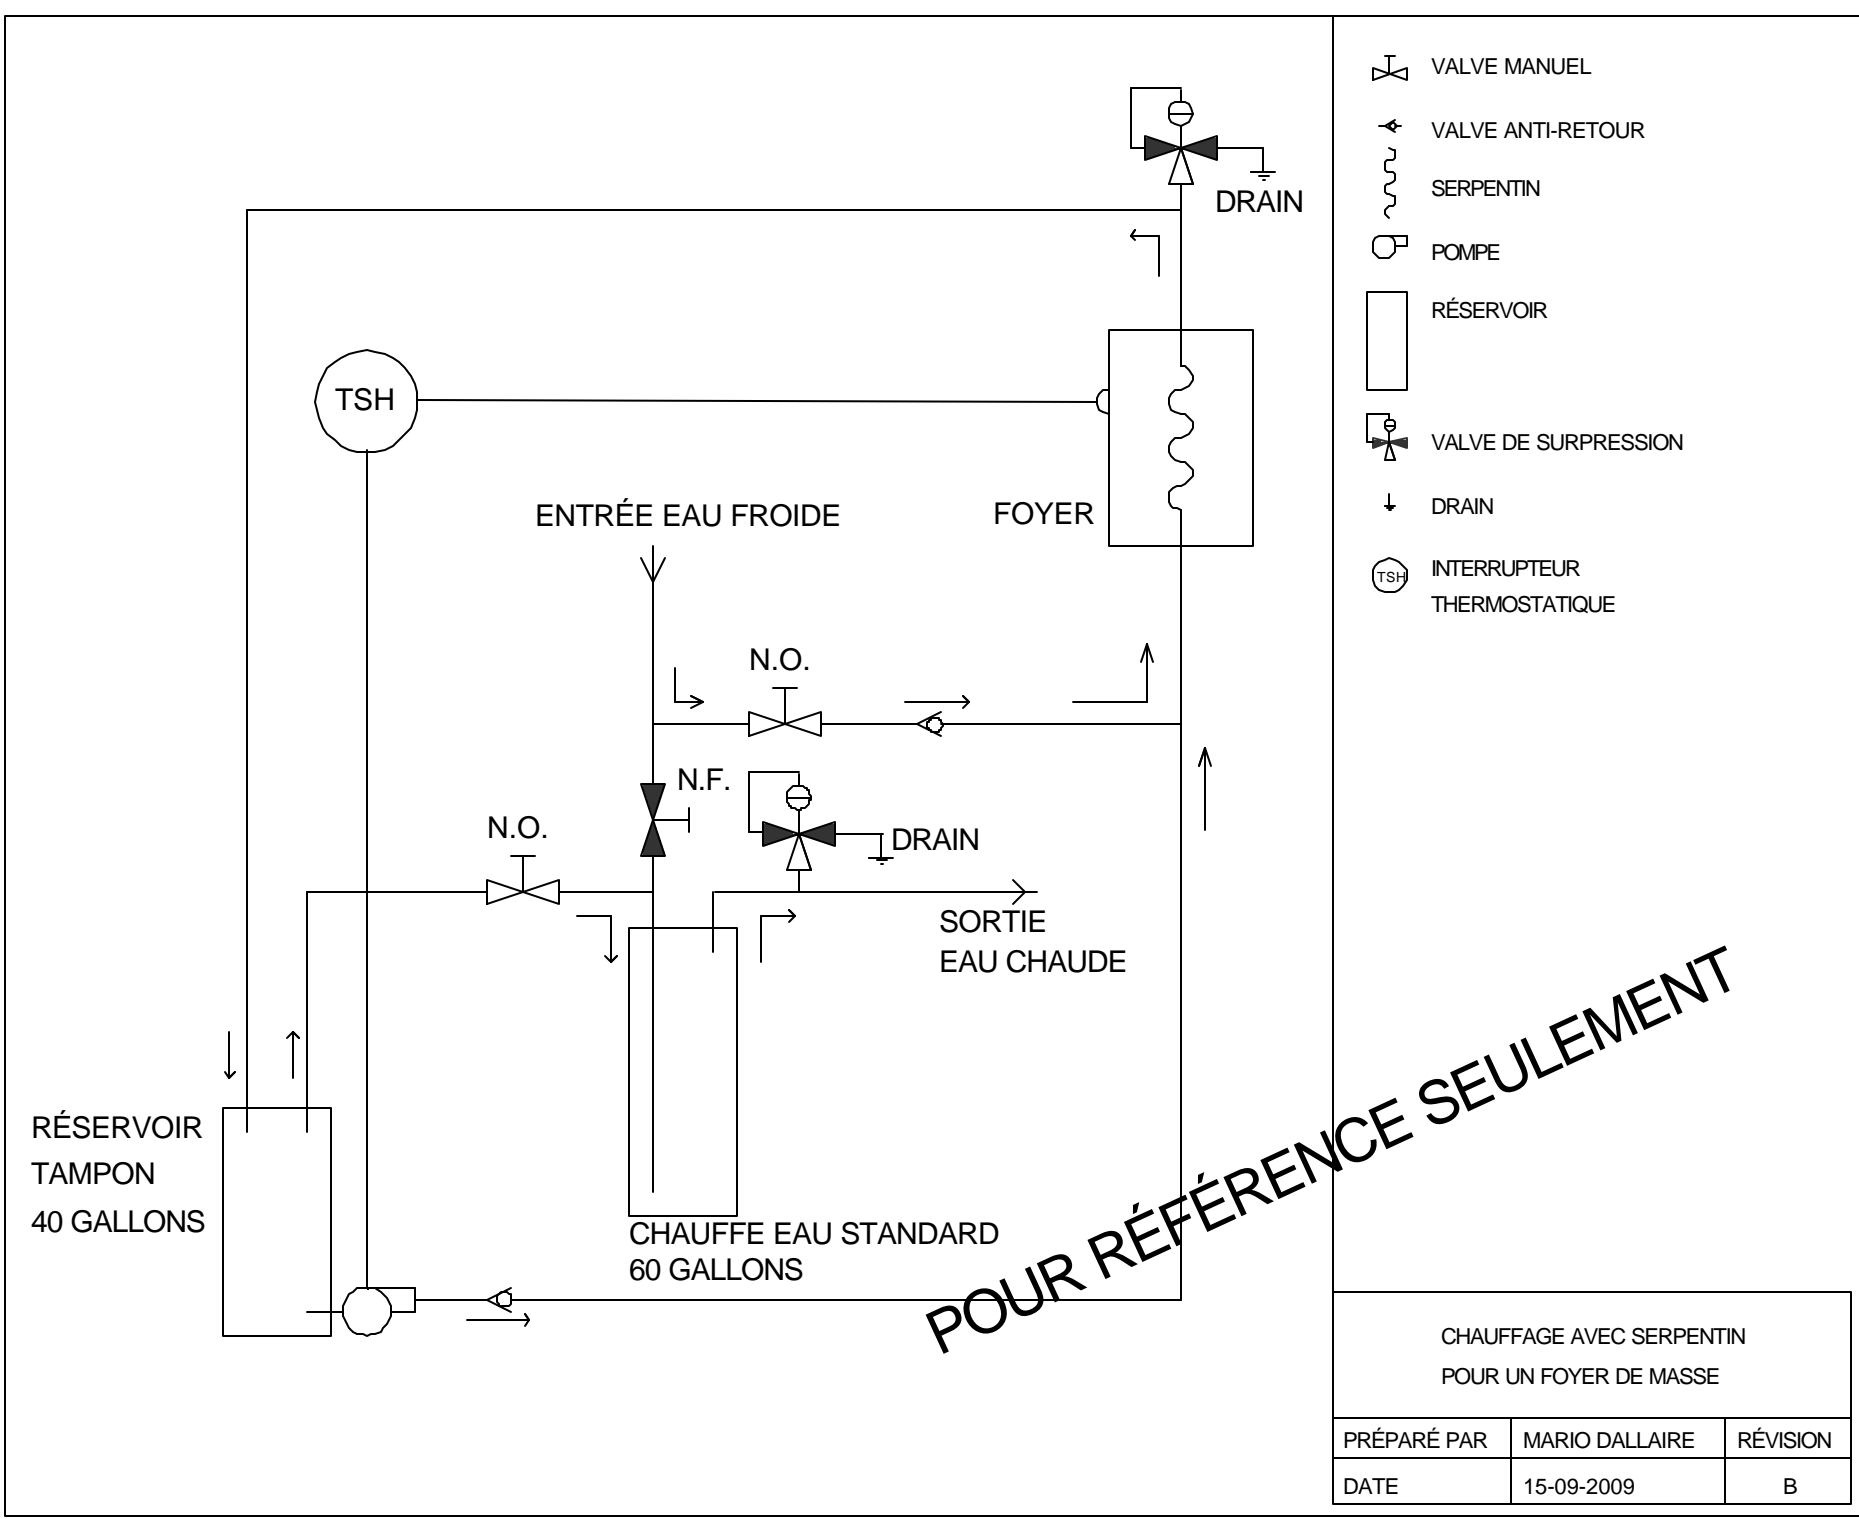 DRAIN
TSH
ENTRÉE EAU FROIDE
FOYER
N.O.
N.F.
N.O.
DRAIN
SORTIE
EAU CHAUDE
RÉSERVOIR
TAMPON
40 GALLONS
CHAUFFE EAU STANDARD
60 GALLONS
POUR RÉFÉRENCE SEULEMENT
VALVE MANUEL
VALVE ANTI-RETOUR
SERPENTIN
POMPE
RÉSERVOIR
VALVE DE SURPRESSION
DRAIN
TSH
INTERRUPTEUR
THERMOSTATIQUE
CHAUFFAGE AVEC SERPENTIN
POUR UN FOYER DE MASSE
PRÉPARÉ PAR MARIO DALLAIRE RÉVISION
DATE 15-09-2009 B